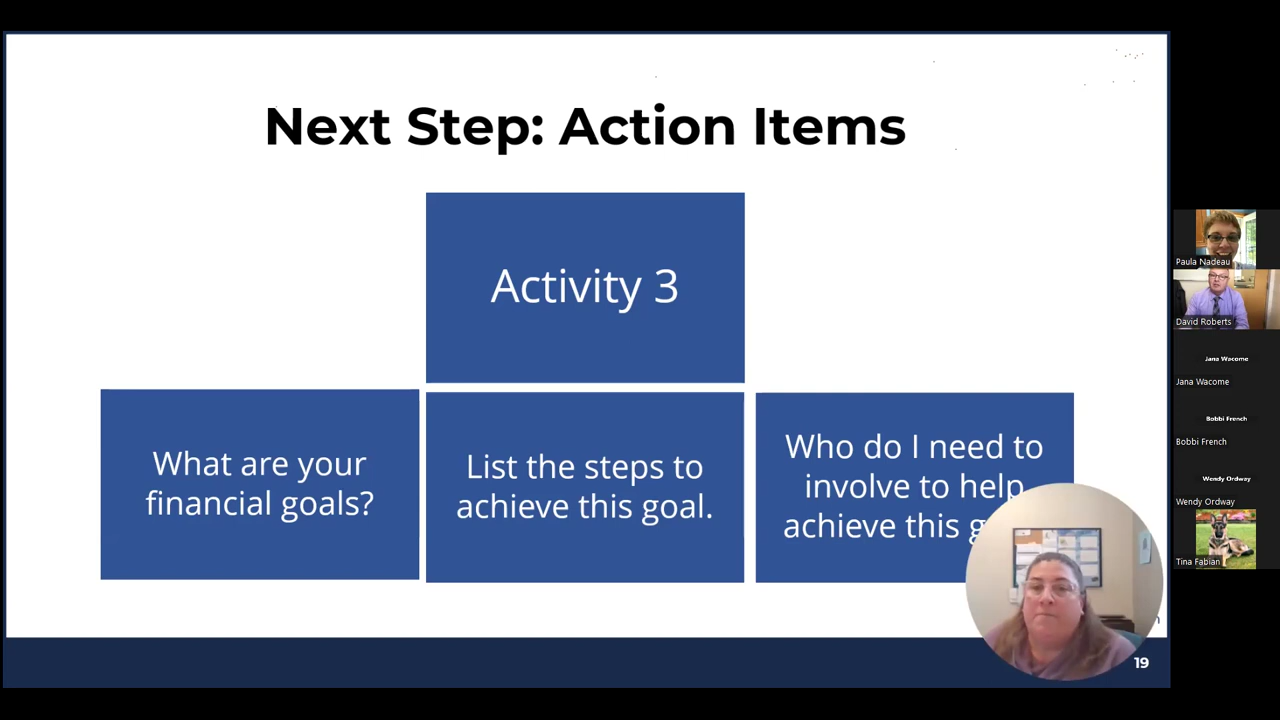 Next Step: Action Items
Activity 3
What are your
financial goals?
List the steps to
achieve this goal.
Who do I need to
involve to help
achieve this
19
Paula Nadeau
David Roberts
Jana Wacome
Jana Wacome
Bobbi French
Bobbi French
Wendy Ordway
Wendy Ordway
Tina Fabian